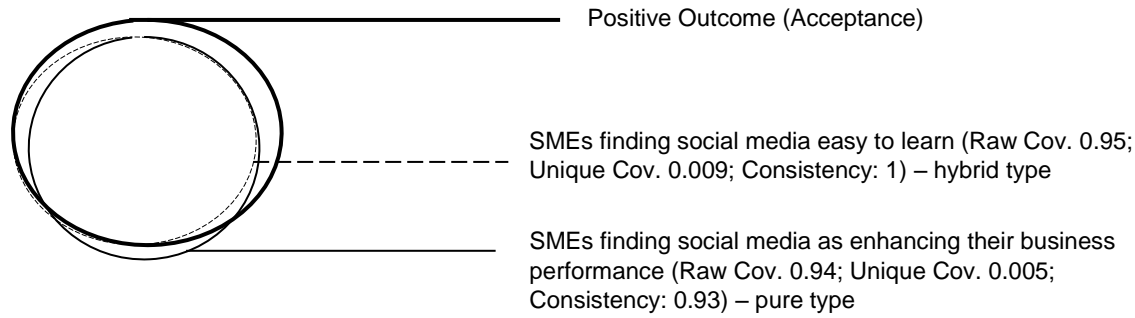 Positive Outcome (Acceptance)
SMEs finding social media easy to learn (Raw Cov. 0.95;
Unique Cov. 0.009; Consistency: 1) – hybrid type
SMEs finding social media as enhancing their business
performance (Raw Cov. 0.94; Unique Cov. 0.005;
Consistency: 0.93) – pure type